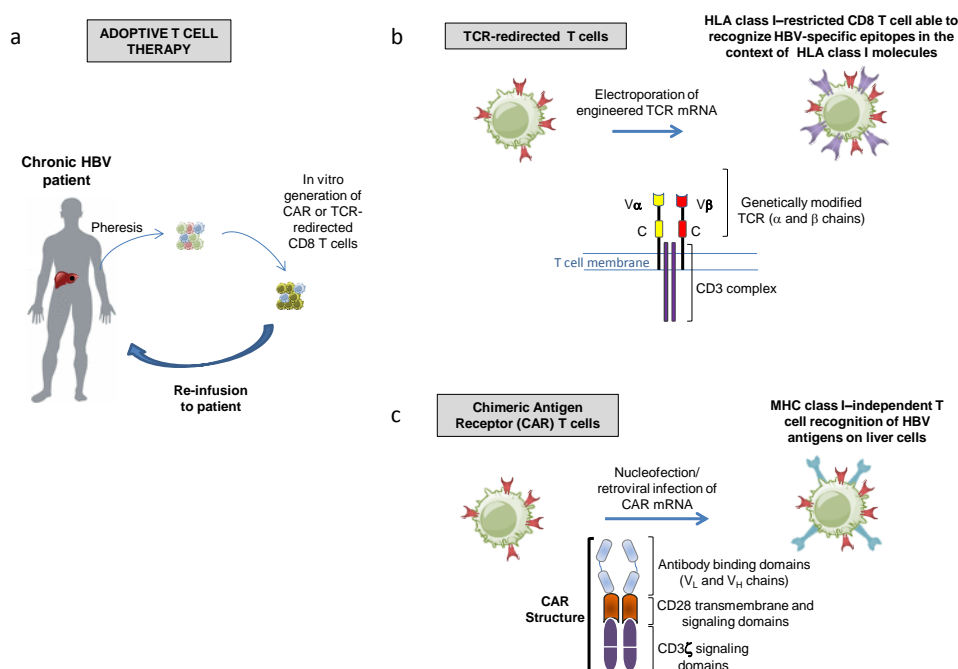 a
ADOPTIVE T CELL
THERAPY
Chronic HBV
patient
Pheresis
In vitro
generation of
CAR or TCR-
redirected
CD8 T cells
Re-infusion
to patient
b
TCR-redirected T cells
HLA class I–restricted CD8 T cell able to
recognize HBV-specific epitopes in the
context of HLA class I molecules
Electroporation of
engineered TCR mRNA
Vα
Vβ
C
C
Genetically modified
TCR (α and β chains)
T cell membrane
CD3 complex
c
Chimeric Antigen
Receptor (CAR) T cells
MHC class I–independent T
cell recognition of HBV
antigens on liver cells
Nucleofection/
retroviral infection of
CAR mRNA
CAR
Structure
Antibody binding domains
(VL and VH chains)
CD28 transmembrane and
signaling domains
CD3ζ signaling
domains